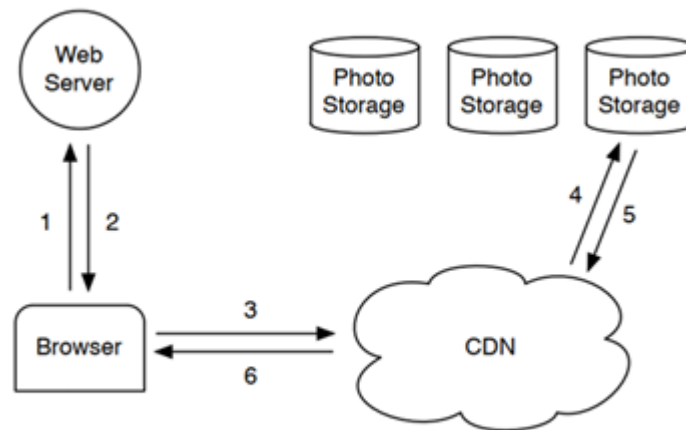 Web
Server
Photo
Storage
Photo
Storage
Photo
Storage
1
2
4
5
3
Browser
CDN
6